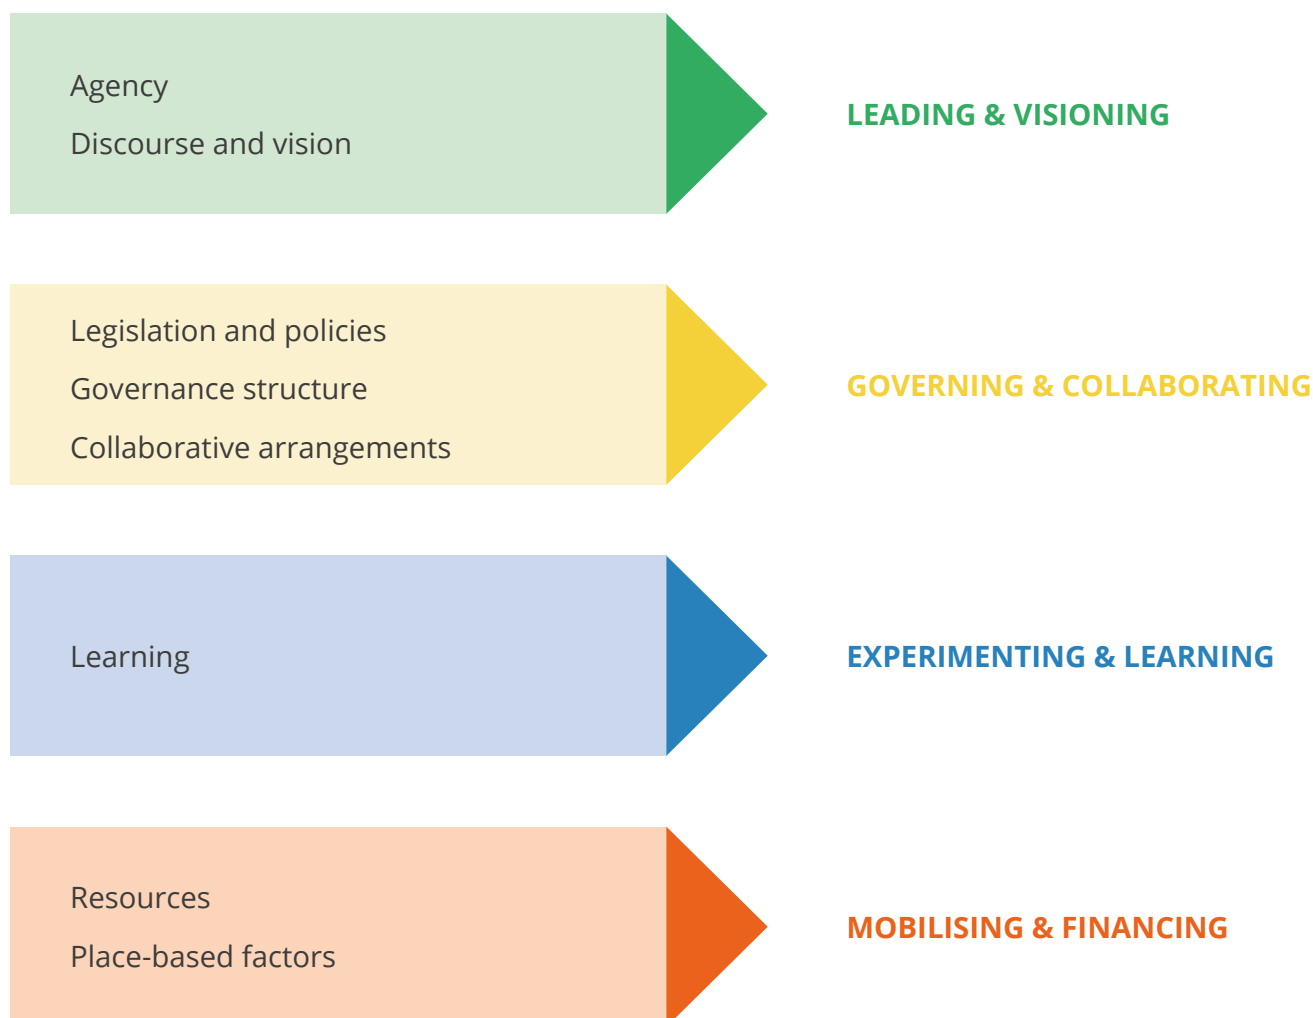 Agency
Discourse and vision
LEADING & VISIONING
Legislation and policies
Governance structure
Collaborative arrangements
GOVERNING & COLLABORATING
Learning
EXPERIMENTING & LEARNING
Resources
Place-based factors
MOBILISING & FINANCING